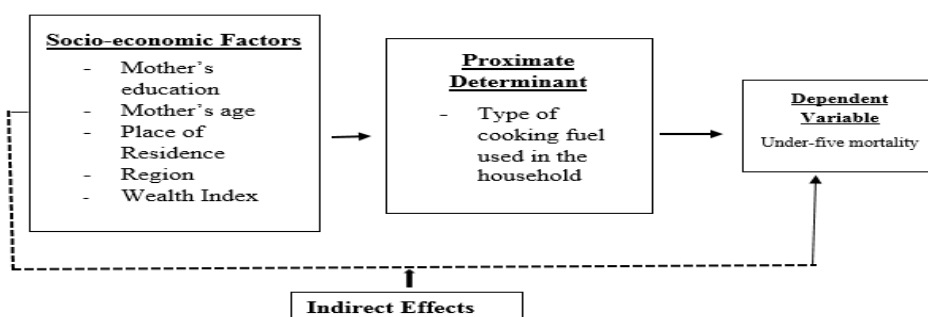 Socio-economic Factors
- Mother's
education
- Mother's age
- Place of
Residence
- Region
- Wealth Index
Proximate
Determinant
- Type of
cooking fuel
used in the
household
Dependent
Variable
Under-five mortality
Indirect Effects